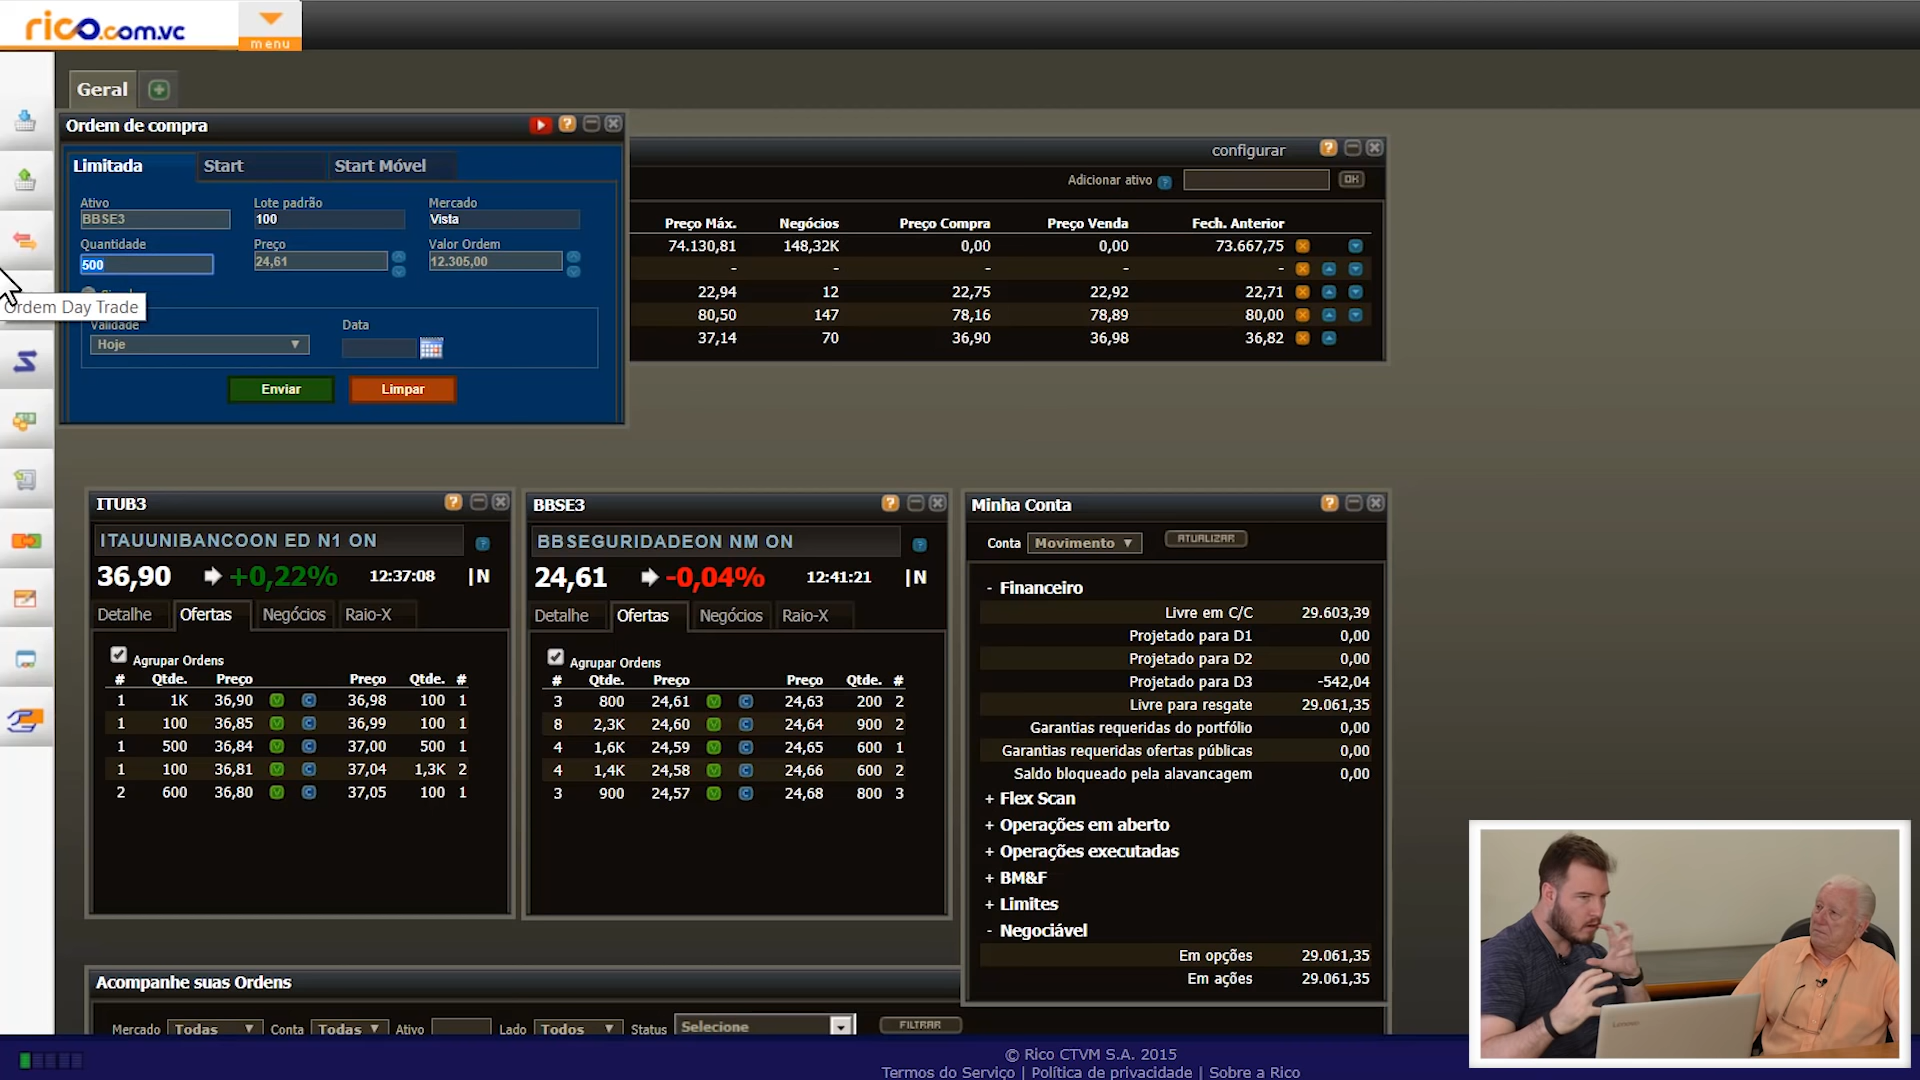 rico.com.vc
menu
Geral
Ordem de compra
configurar
Limitada Start Start Móvel
Adicionar ativo OK
Ativo Lote padrão Mercado
BBSE3 100 Vista
Quantidade Preço Valor Ordem
500 24,61 12.305,00
Ordem Day Trade
Validade Data
Hoje
Enviar Limpar
Preço Máx. Negócios Preço Compra Preço Venda Fech. Anterior
74.130,81 148,32K 0,00 0,00 73.667,75
- - - - -
22,94 12 22,75 22,92 22,71
80,50 147 78,16 78,89 80,00
37,14 70 36,90 36,98 36,82
ITUB3
ITAUUNIBANCOON ED N1 ON
36,90 +0,22% 12:37:08 |N
Detalhe Ofertas Negócios Raio-X
Agrupar Ordens
# Qtde. Preço Preço Qtde. #
1 1K 36,90 V C 36,98 100 1
1 100 36,85 V C 36,99 100 1
1 500 36,84 V C 37,00 500 1
1 100 36,81 V C 37,04 1,3K 2
2 600 36,80 V C 37,05 100 1
BBSE3
BBSEGURIDADEON NM ON
24,61 -0,04% 12:41:21 |N
Detalhe Ofertas Negócios Raio-X
Agrupar Ordens
# Qtde. Preço Preço Qtde. #
3 800 24,61 V C 24,63 200 2
8 2,3K 24,60 V C 24,64 900 2
4 1,6K 24,59 V C 24,65 600 1
4 1,4K 24,58 V C 24,66 600 2
3 900 24,57 V C 24,68 800 3
Minha Conta
Conta Movimento ATUALIZAR
- Financeiro
Livre em C/C 29.603,39
Projetado para D1 0,00
Projetado para D2 0,00
Projetado para D3 -542,04
Livre para resgate 29.061,35
Garantias requeridas do portfólio 0,00
Garantias requeridas ofertas públicas 0,00
Saldo bloqueado pela alavancagem 0,00
+ Flex Scan
+ Operações em aberto
+ Operações executadas
+ BM&F
+ Limites
- Negociável
Em opções 29.061,35
Em ações 29.061,35
Acompanhe suas Ordens
Mercado Todas Conta Todas Ativo Lado Todos Status Selecione FILTRAR
© Rico CTVM S.A. 2015
Termos do Serviço | Política de privacidade | Sobre a Rico
Lenovo